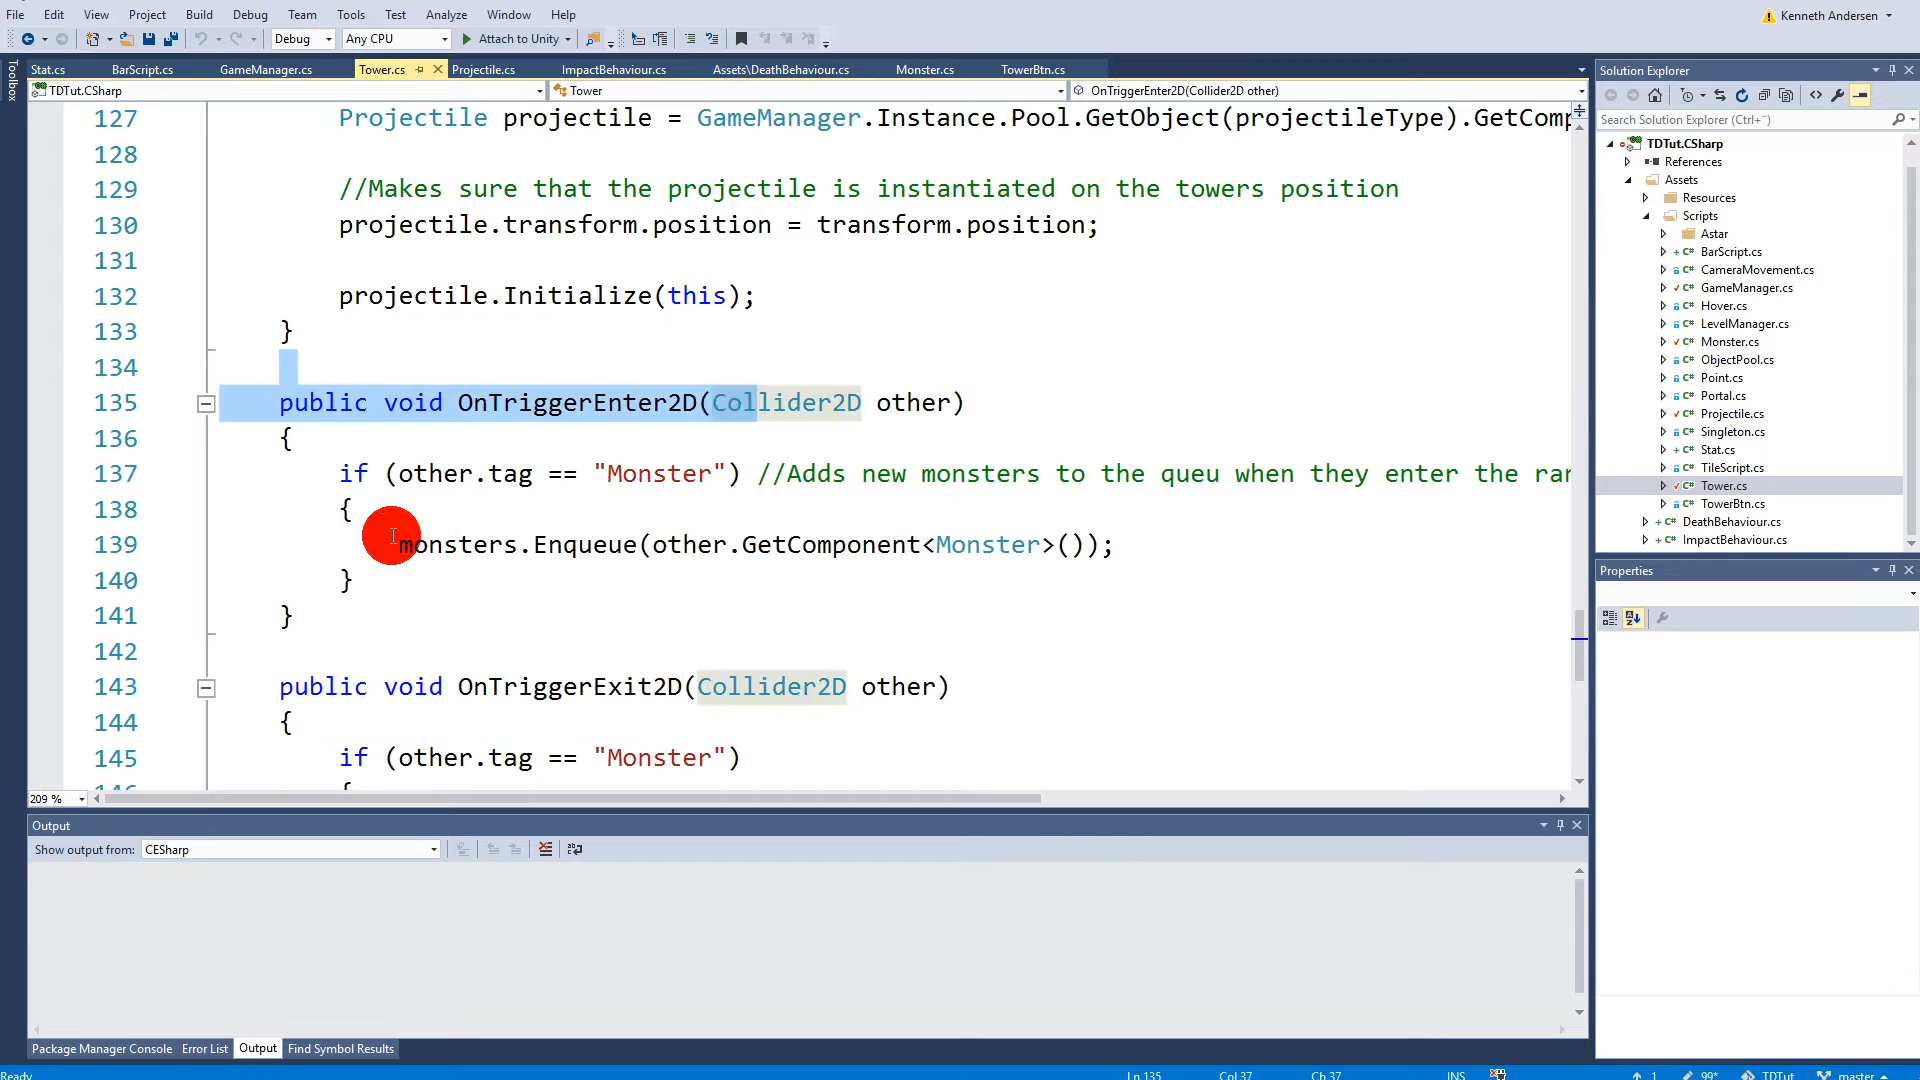 File Edit View Project Build Debug Team Tools Test Analyze Window Help Kenneth Andersen
Debug Any CPU Attach to Unity
Toolbox
Stat.cs BarScript.cs GameManager.cs Tower.cs Projectile.cs ImpactBehaviour.cs Assets\DeathBehaviour.cs Monster.cs TowerBtn.cs
TDTut.CSharp Tower OnTriggerEnter2D(Collider2D other)
127 Projectile projectile = GameManager.Instance.Pool.GetObject(projectileType).GetComp
128
129 //Makes sure that the projectile is instantiated on the towers position
130 projectile.transform.position = transform.position;
131
132 projectile.Initialize(this);
133 }
134
135 public void OnTriggerEnter2D(Collider2D other)
136 {
137 if (other.tag == "Monster") //Adds new monsters to the queu when they enter the ran
138 {
139 monsters.Enqueue(other.GetComponent<Monster>());
140 }
141 }
142
143 public void OnTriggerExit2D(Collider2D other)
144 {
145 if (other.tag == "Monster")
146 {
209 %
Output
Show output from: CESharp
Package Manager Console Error List Output Find Symbol Results
Solution Explorer
Search Solution Explorer (Ctrl+¨)
TDTut.CSharp
References
Assets
Resources
Scripts
Astar
BarScript.cs
CameraMovement.cs
GameManager.cs
Hover.cs
LevelManager.cs
Monster.cs
ObjectPool.cs
Point.cs
Portal.cs
Projectile.cs
Singleton.cs
Stat.cs
TileScript.cs
Tower.cs
TowerBtn.cs
DeathBehaviour.cs
ImpactBehaviour.cs
Properties
Ready Ln 135 Col 37 Ch 37 INS 1 99* TDTut master